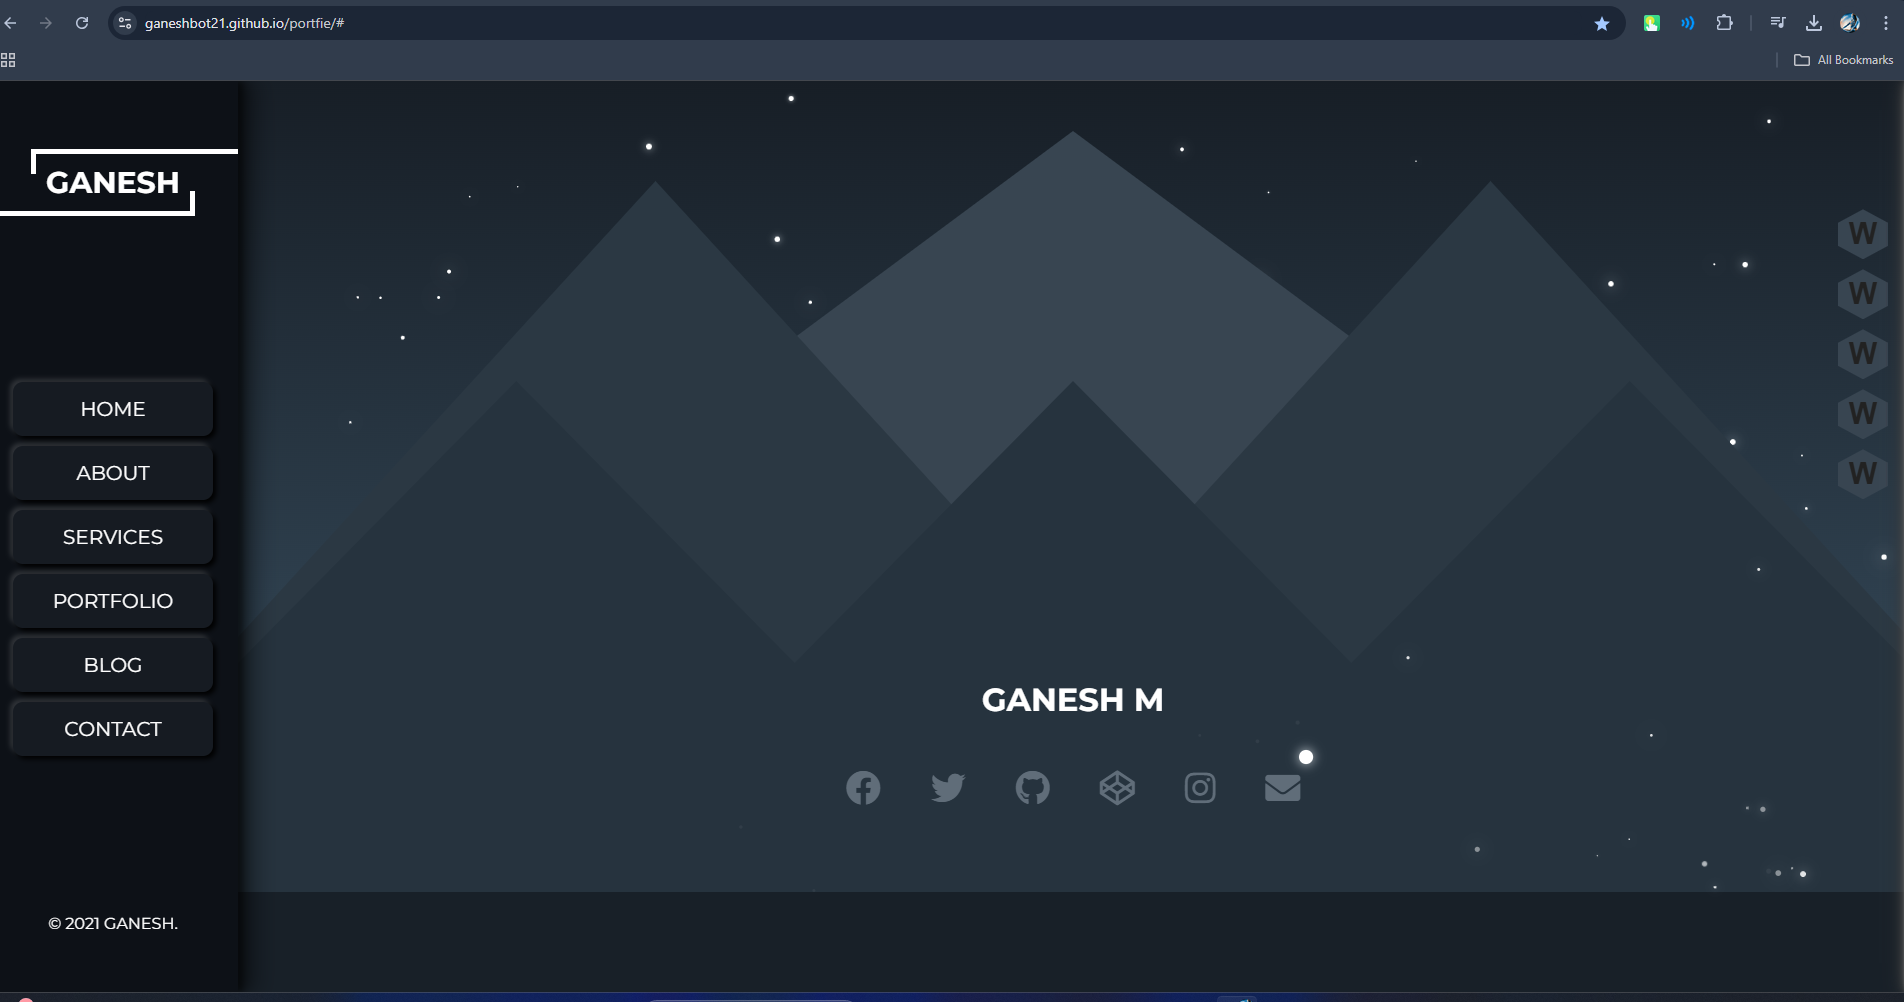 ganeshbot21.github.io/portfie/#
All Bookmarks
GANESH
HOME
ABOUT
SERVICES
PORTFOLIO
BLOG
CONTACT
© 2021 GANESH.
GANESH M
W
W
W
W
W